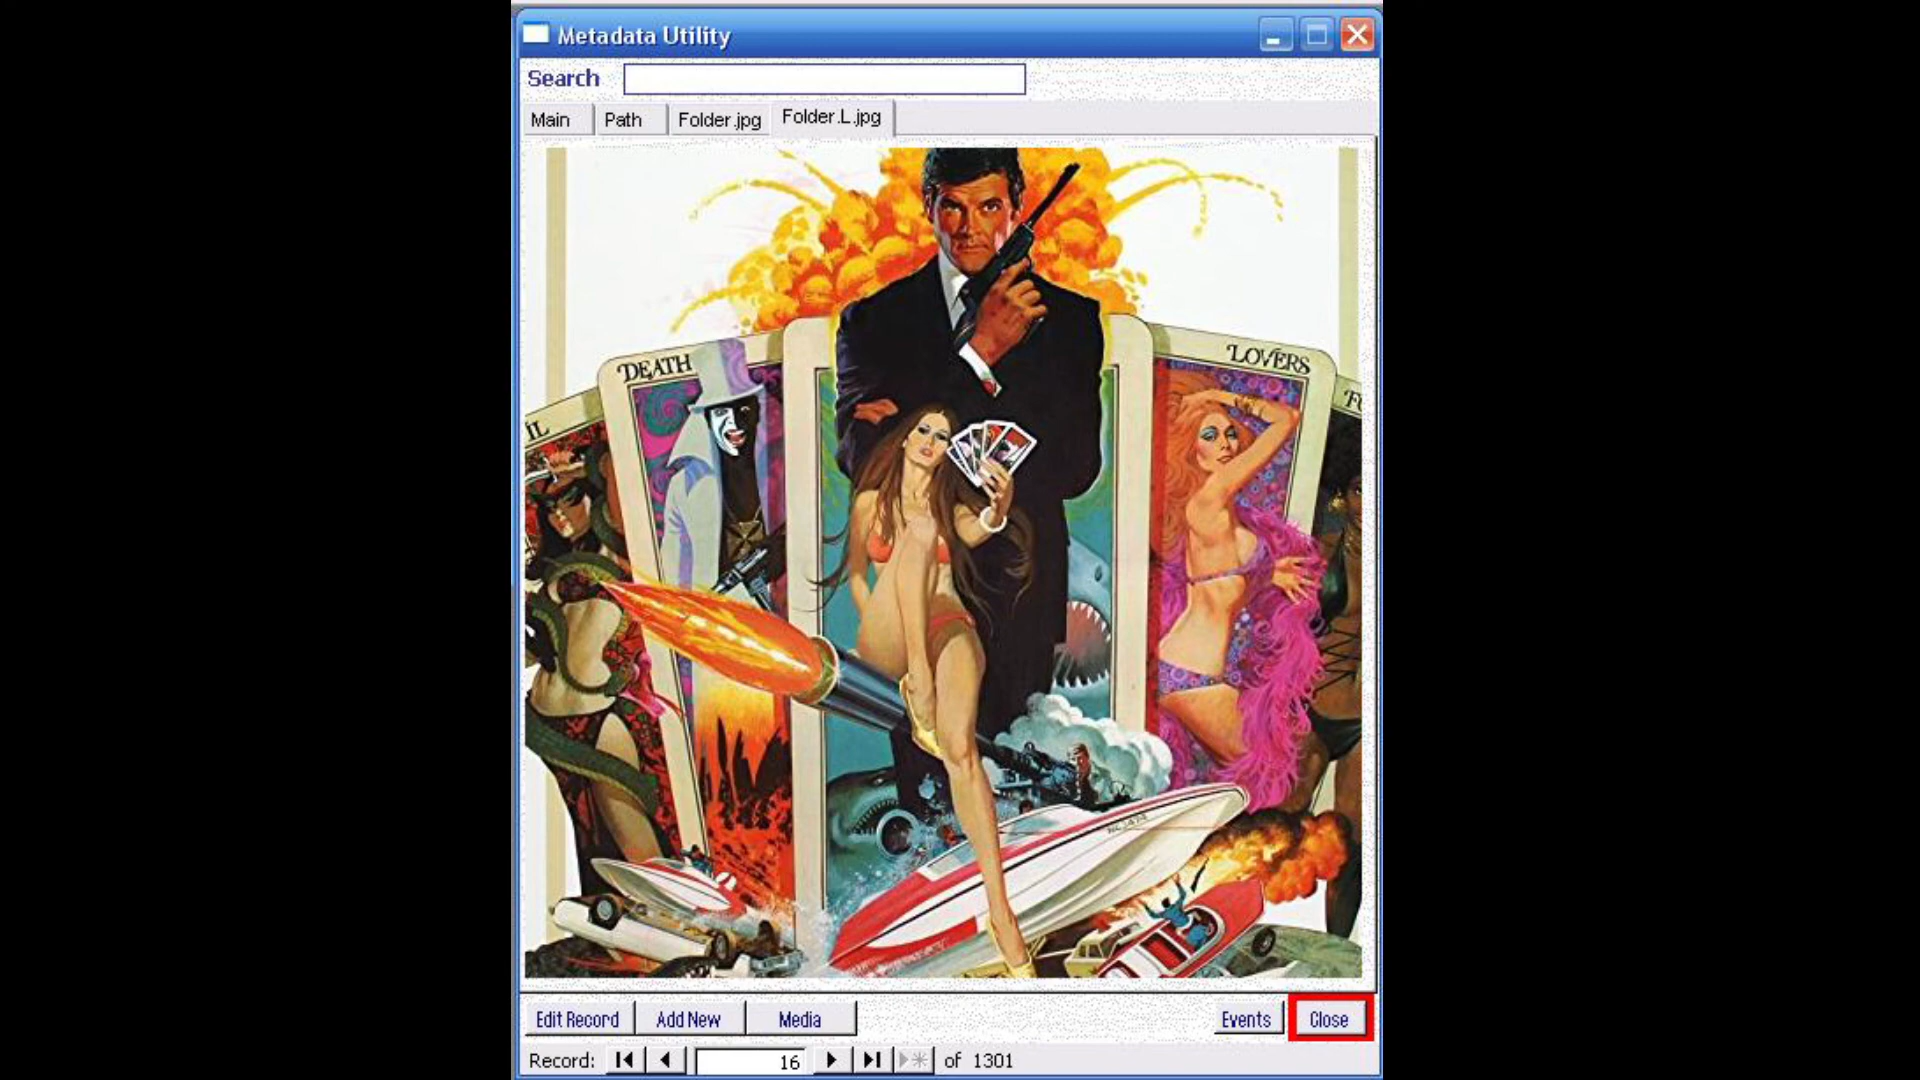 Metadata Utility
Search
Main Path Folder.jpg Folder.L.jpg
DEATH
LOVERS
IL
Edit Record Add New Media Events Close
Record: 16 of 1301